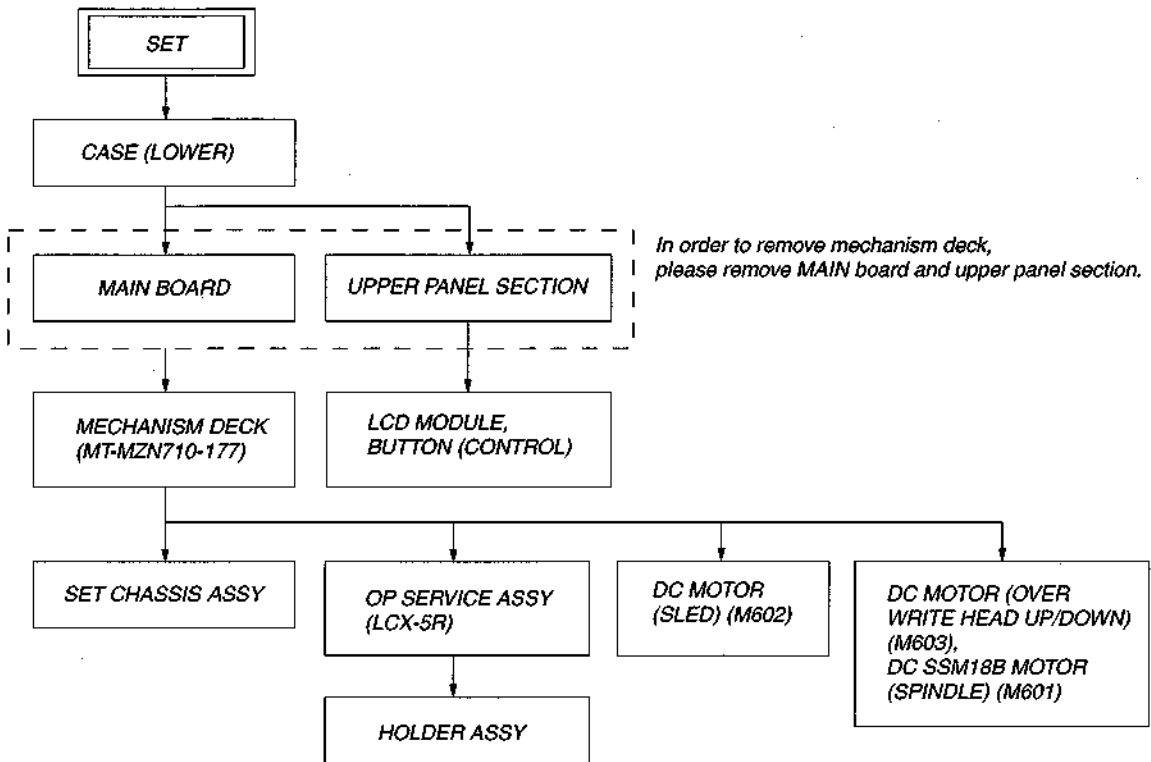 SET
CASE (LOWER)
MAIN BOARD
UPPER PANEL SECTION
In order to remove mechanism deck,
please remove MAIN board and upper panel section.
MECHANISM DECK
(MT-MZN710-177)
LCD MODULE,
BUTTON (CONTROL)
SET CHASSIS ASSY
OP SERVICE ASSY
(LCX-5R)
DC MOTOR
(SLED) (M602)
DC MOTOR (OVER
WRITE HEAD UP/DOWN)
(M603),
DC SSM18B MOTOR
(SPINDLE) (M601)
HOLDER ASSY